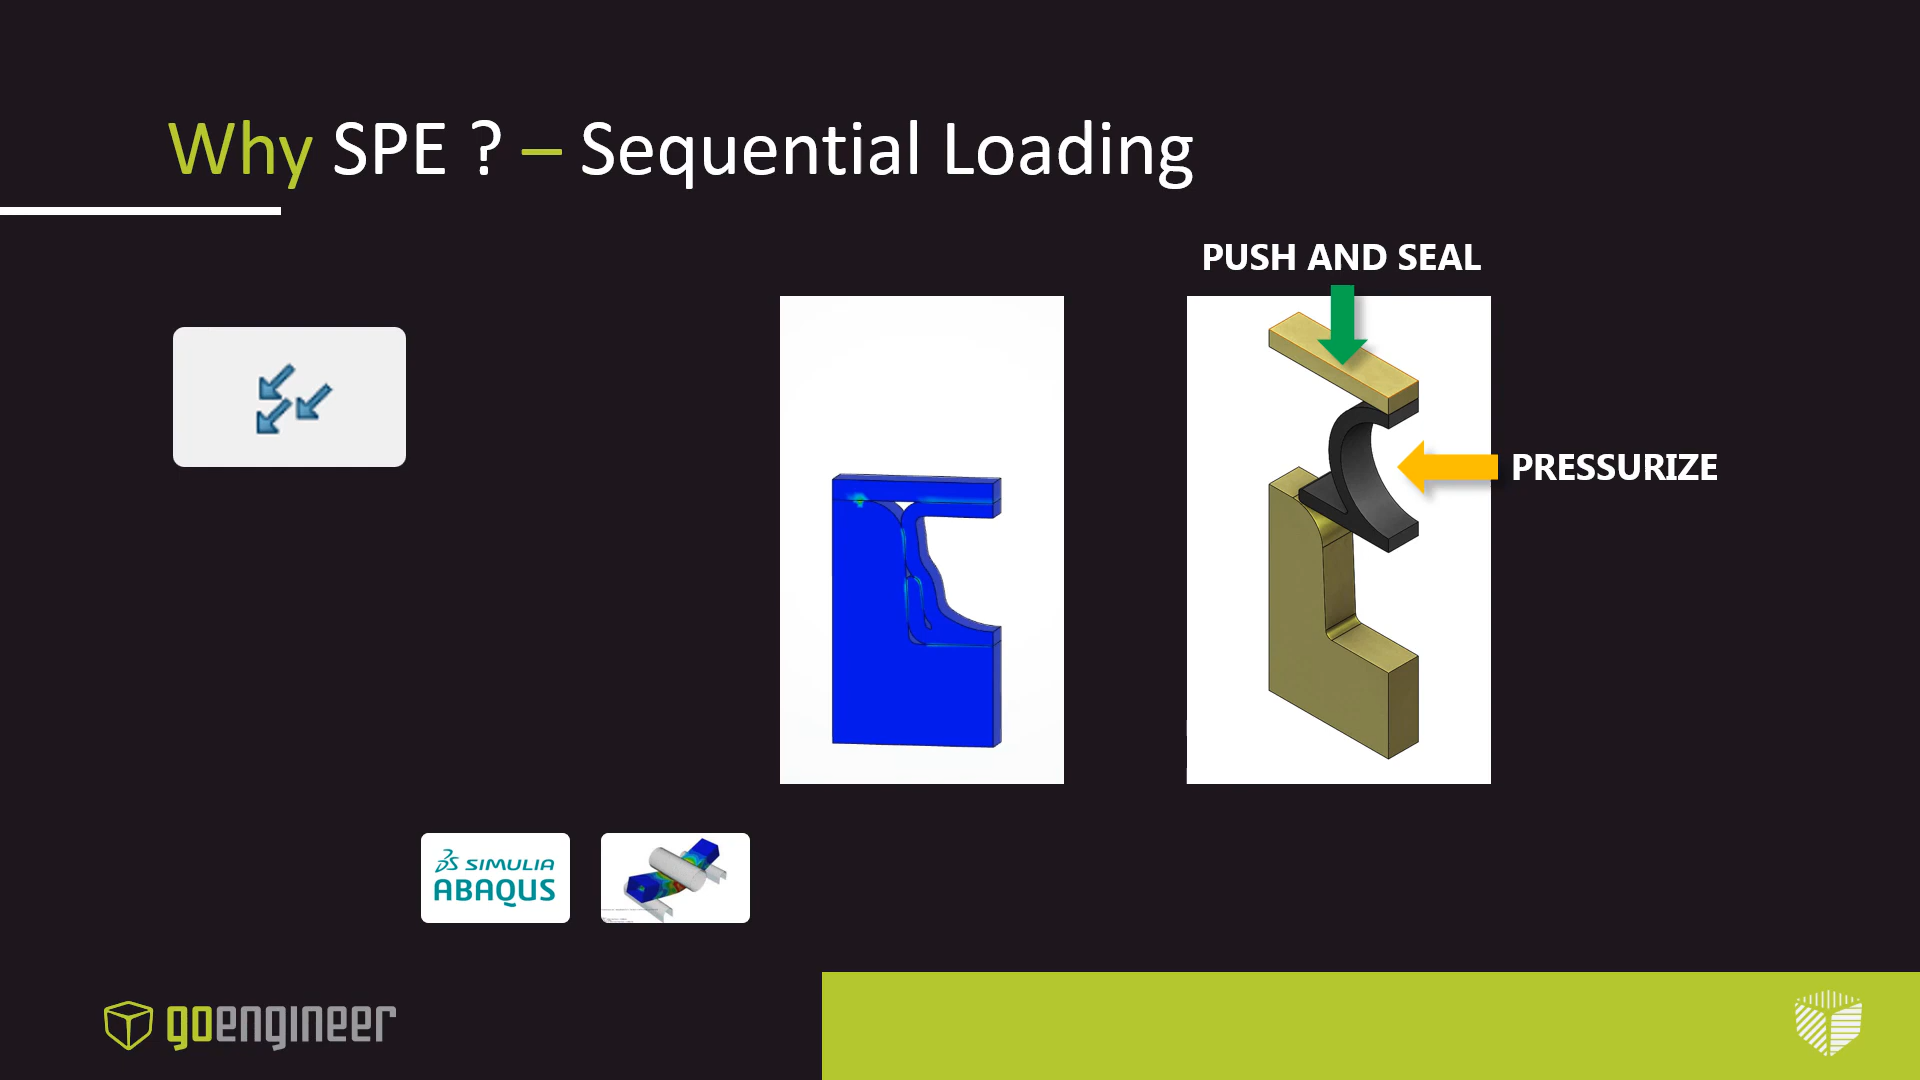 Why SPE ? – Sequential Loading
PUSH AND SEAL
PRESSURIZE
SIMULIA
ABAQUS
goengineer